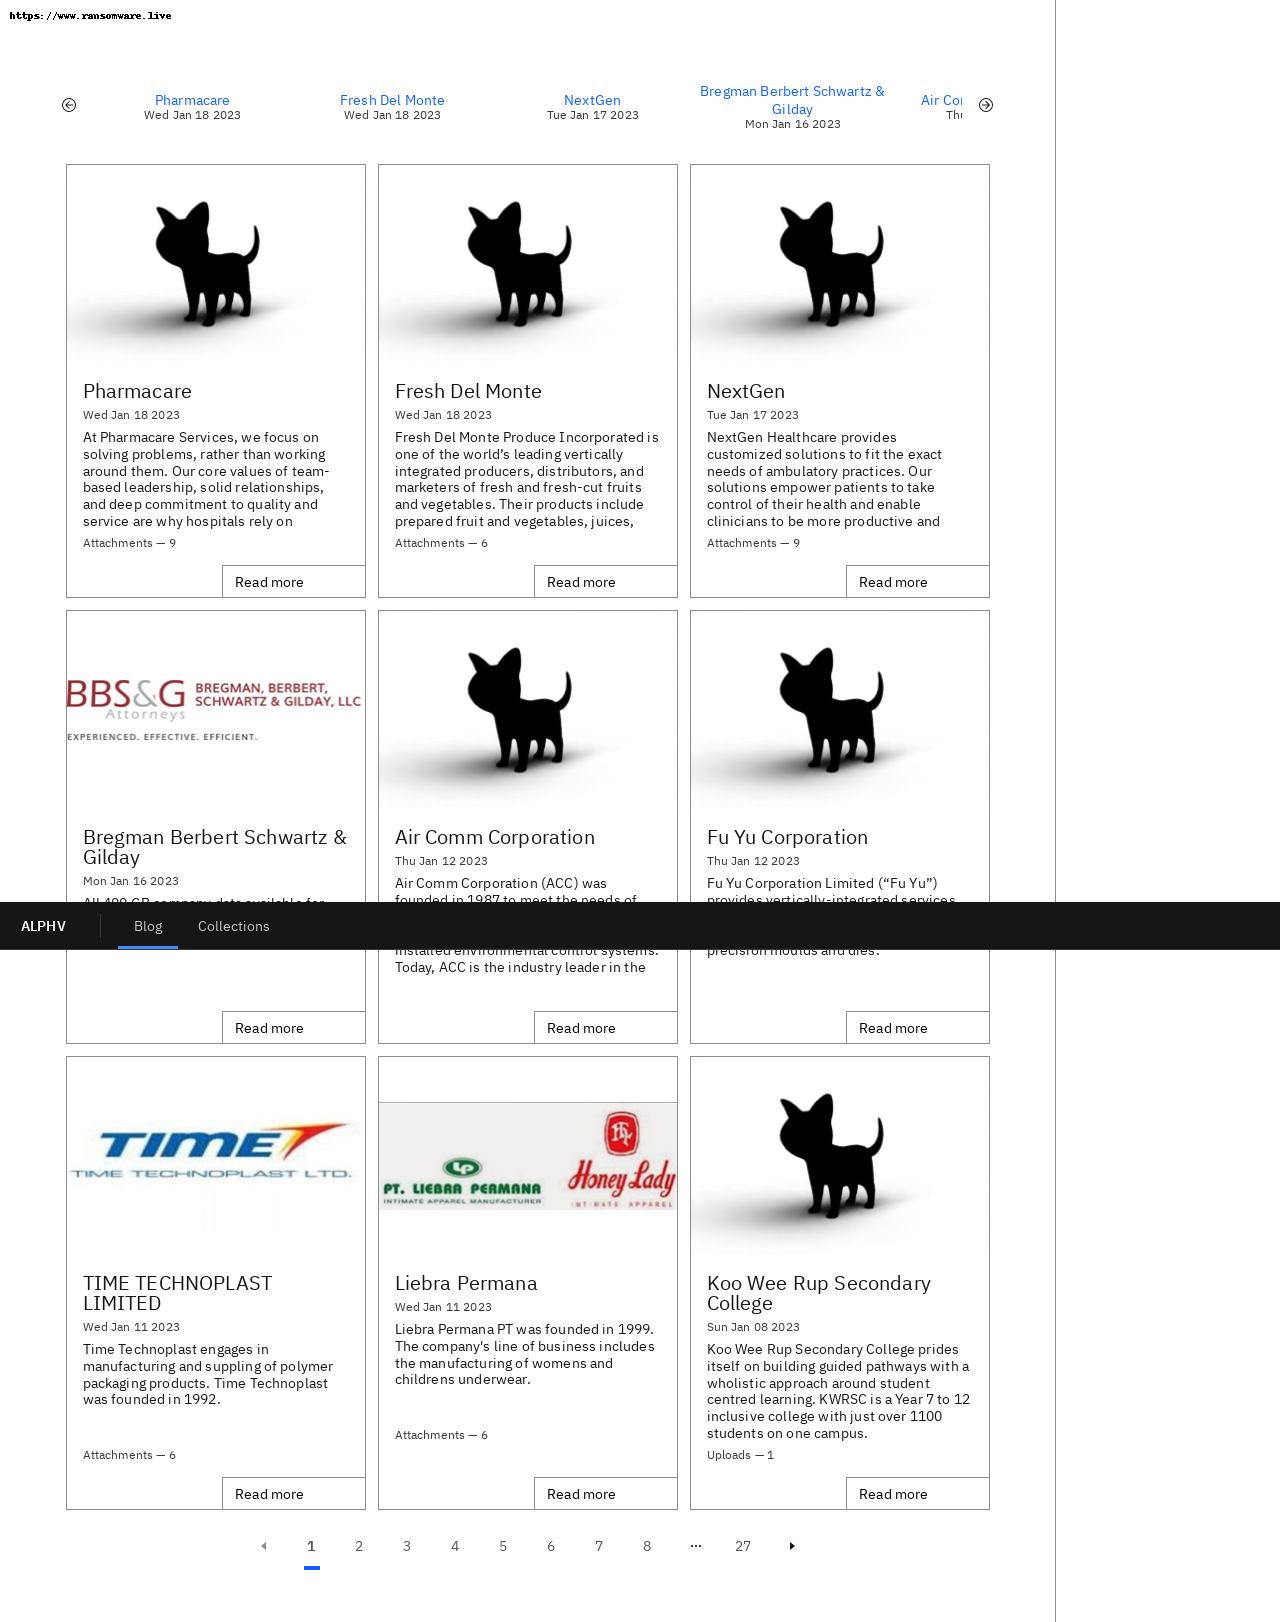 https://www.ransomware.live
Pharmacare
Wed Jan 18 2023
Fresh Del Monte
Wed Jan 18 2023
NextGen
Tue Jan 17 2023
Bregman Berbert Schwartz &
Gilday
Mon Jan 16 2023
Air
Pharmacare
Wed Jan 18 2023
At Pharmacare Services, we focus on
solving problems, rather than working
around them. Our core values of team-
based leadership, solid relationships,
and deep commitment to quality and
service are why hospitals rely on
Attachments — 9
Read more
Fresh Del Monte
Wed Jan 18 2023
Fresh Del Monte Produce Incorporated is
one of the world’s leading vertically
integrated producers, distributors, and
marketers of fresh and fresh-cut fruits
and vegetables. Their products include
prepared fruit and vegetables, juices,
Attachments — 6
Read more
NextGen
Tue Jan 17 2023
NextGen Healthcare provides
customized solutions to fit the exact
needs of ambulatory practices. Our
solutions empower patients to take
control of their health and enable
clinicians to be more productive and
Attachments — 9
Read more
BBS&G
Attorneys
BREGMAN, BERBERT,
SCHWARTZ & GILDAY, LLC
EXPERIENCED. EFFECTIVE. EFFICIENT.
Bregman Berbert Schwartz &
Gilday
Mon Jan 16 2023
All 400 GB company data available for
Read more
Air Comm Corporation
Thu Jan 12 2023
Air Comm Corporation (ACC) was
founded in 1987 to meet the needs of
installed environmental control systems.
Today, ACC is the industry leader in the
Read more
Fu Yu Corporation
Thu Jan 12 2023
Fu Yu Corporation Limited (“Fu Yu”)
provides vertically-integrated services
precision moulds and dies.
Read more
ALPHV
Blog
Collections
TIME
TIME TECHNOPLAST LTD.
TIME TECHNOPLAST
LIMITED
Wed Jan 11 2023
Time Technoplast engages in
manufacturing and suppling of polymer
packaging products. Time Technoplast
was founded in 1992.
Attachments — 6
Read more
LP
PT. LIEBRA PERMANA
INTIMATE APPAREL MANUFACTURER
Honey Lady
INTIMATE APPAREL
Liebra Permana
Wed Jan 11 2023
Liebra Permana PT was founded in 1999.
The company's line of business includes
the manufacturing of womens and
childrens underwear.
Attachments — 6
Read more
Koo Wee Rup Secondary
College
Sun Jan 08 2023
Koo Wee Rup Secondary College prides
itself on building guided pathways with a
wholistic approach around student
centred learning. KWRSC is a Year 7 to 12
inclusive college with just over 1100
students on one campus.
Uploads — 1
Read more
1 2 3 4 5 6 7 8 ··· 27